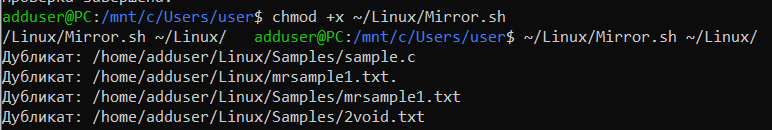 adduser@PC:/mnt/c/Users/user$ chmod +x ~/Linux/Mirror.sh
/Linux/Mirror.sh ~/Linux/   adduser@PC:/mnt/c/Users/user$ ~/Linux/Mirror.sh ~/Linux/
Дубликат: /home/adduser/Linux/Samples/sample.c
Дубликат: /home/adduser/Linux/mrsample1.txt.
Дубликат: /home/adduser/Linux/Samples/mrsample1.txt
Дубликат: /home/adduser/Linux/Samples/2void.txt